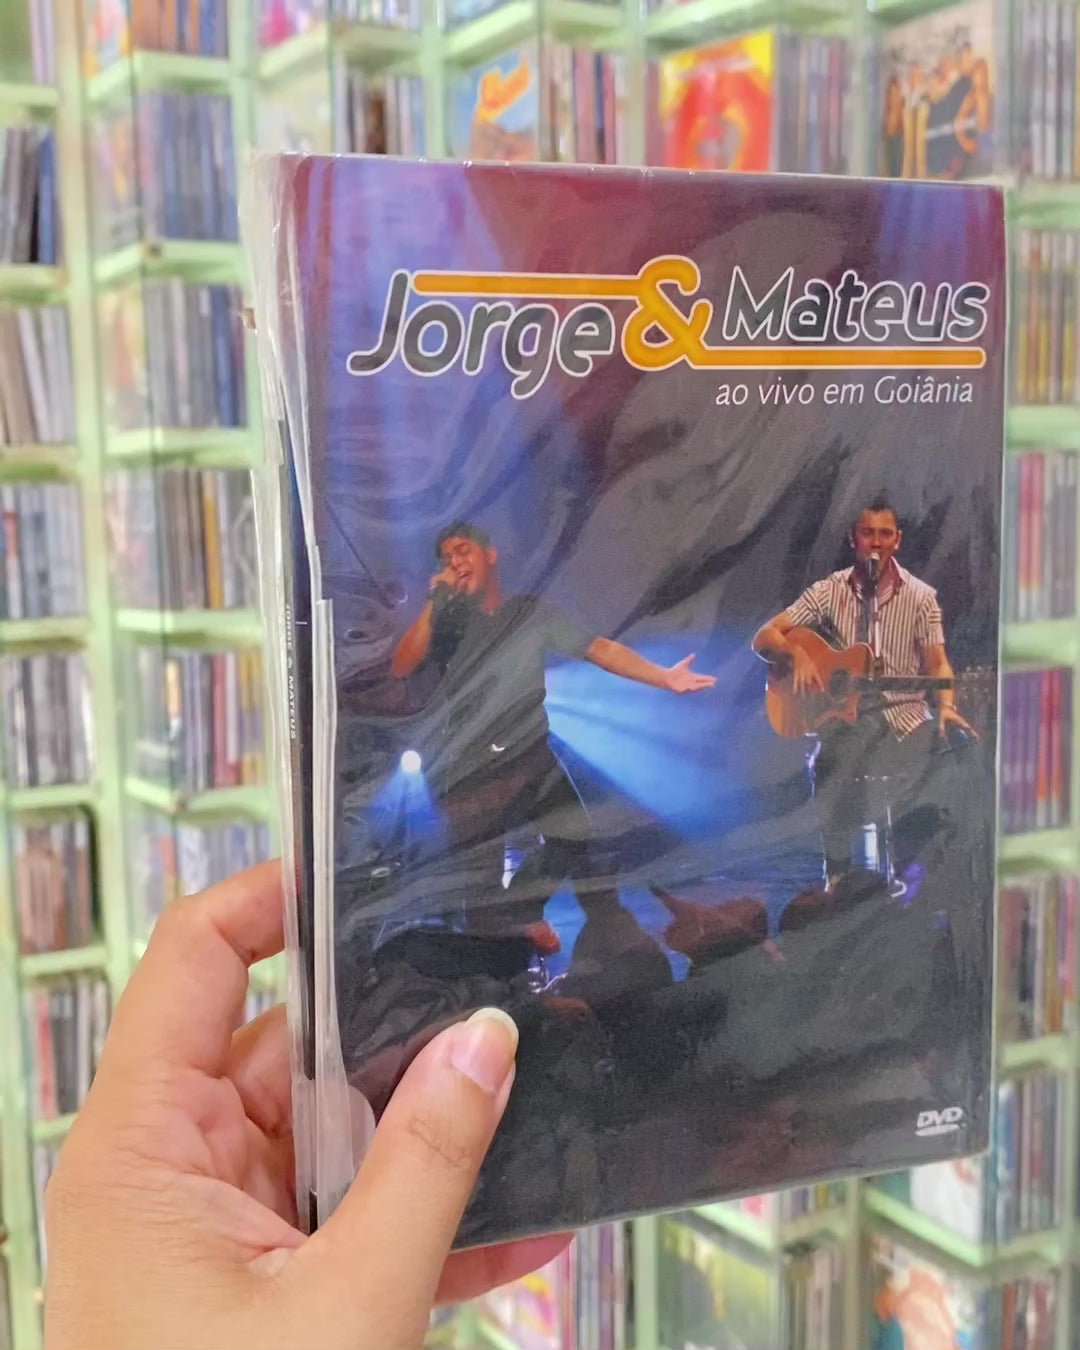 Jorge & Mateus
ao vivo em Goiânia
JORGE & MATEUS
DVD